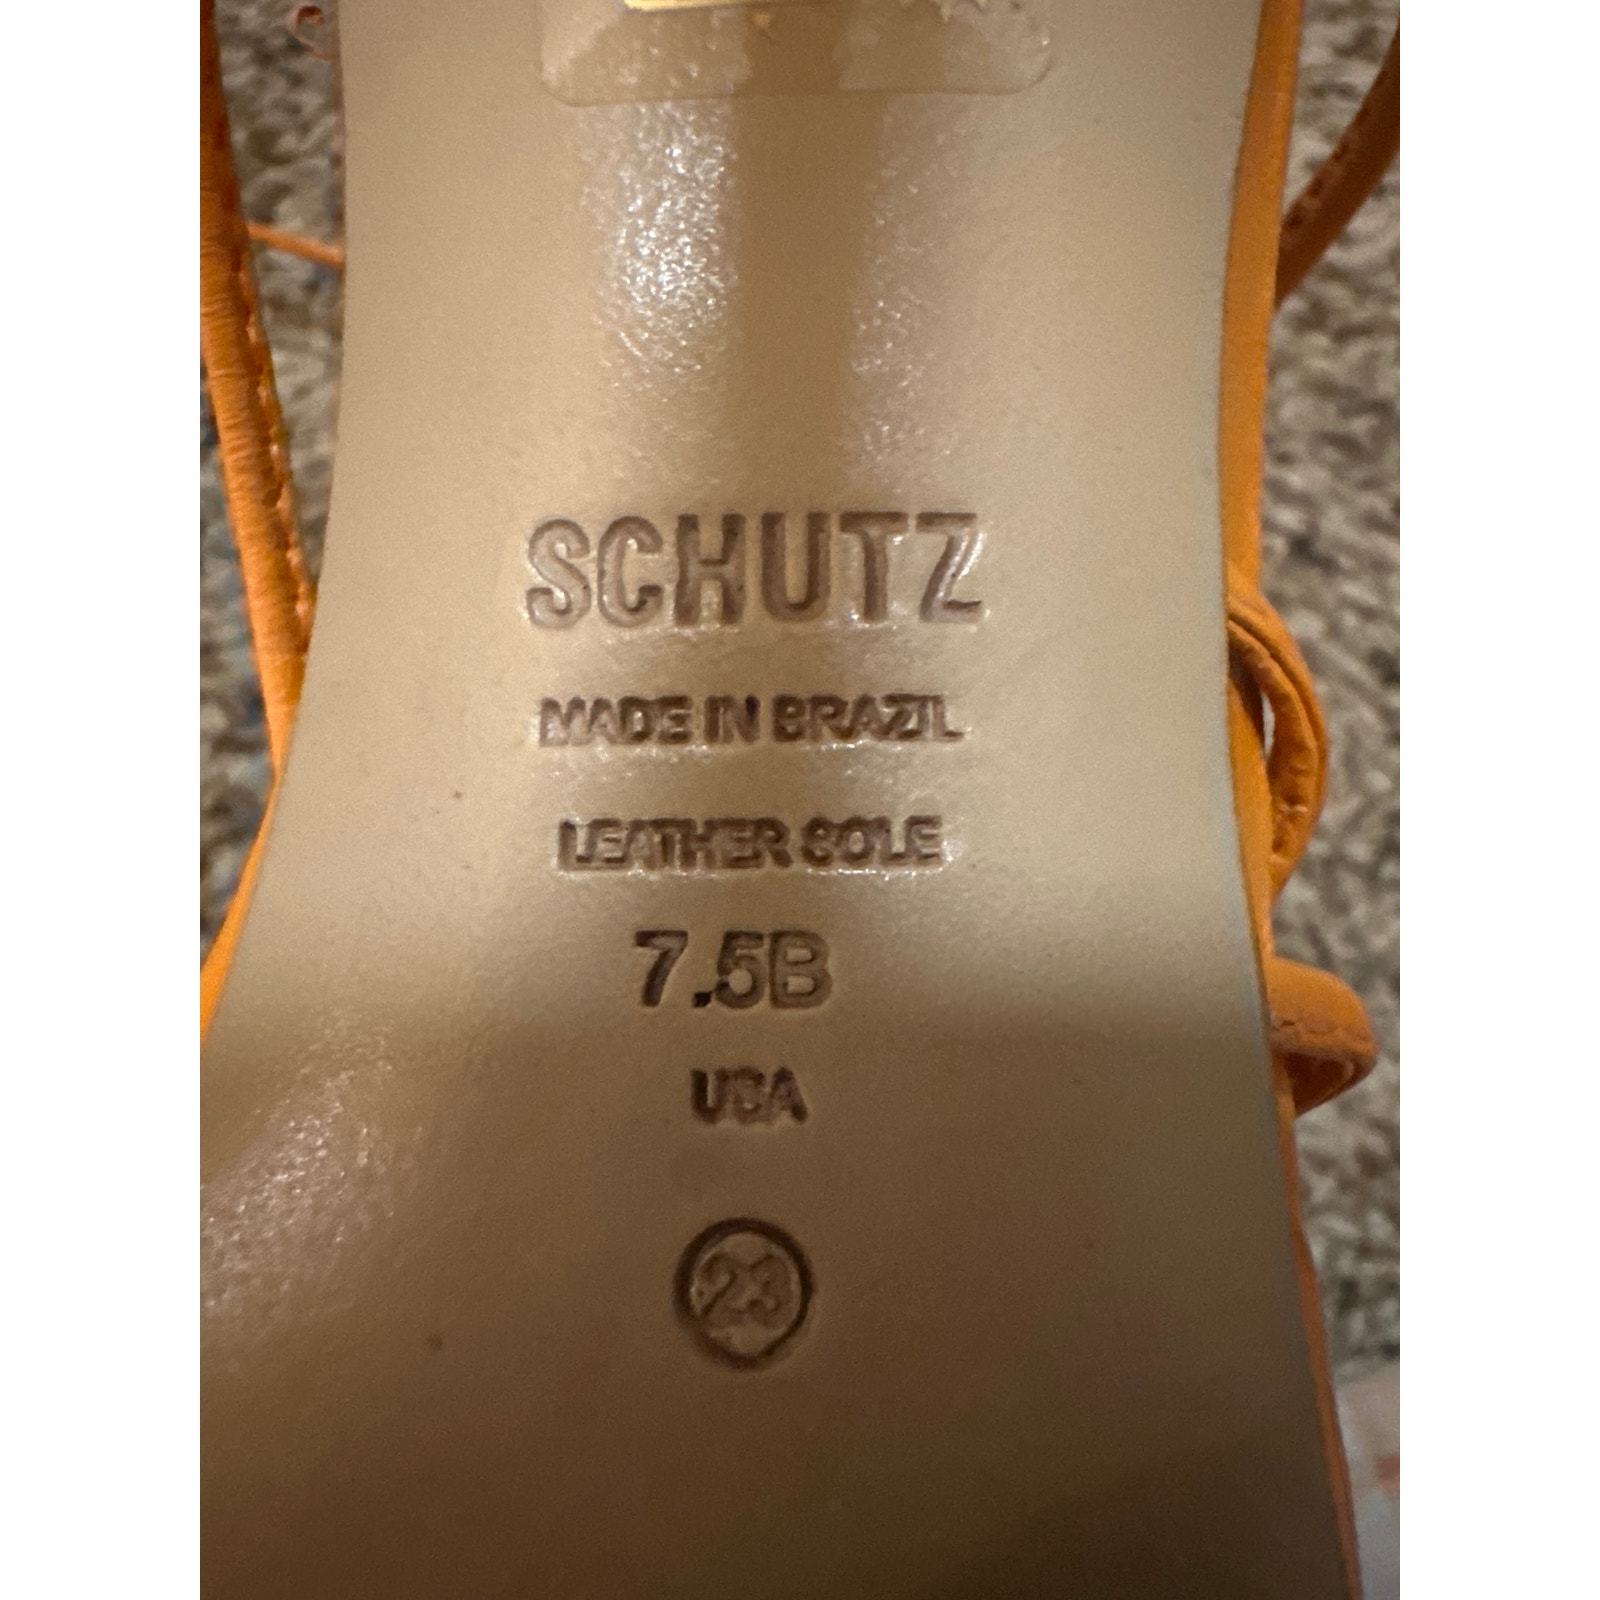 SCHUTZ
MADE IN BRAZIL
LEATHER SOLE
7.5B
USA
23